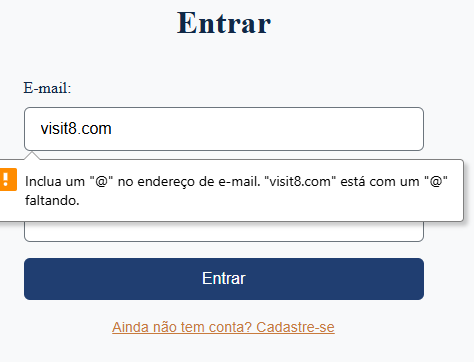 Entrar
E-mail:
visit8.com
Inclua um "@" no endereço de e-mail. "visit8.com" está com um "@"
faltando.
Entrar
Ainda não tem conta? Cadastre-se